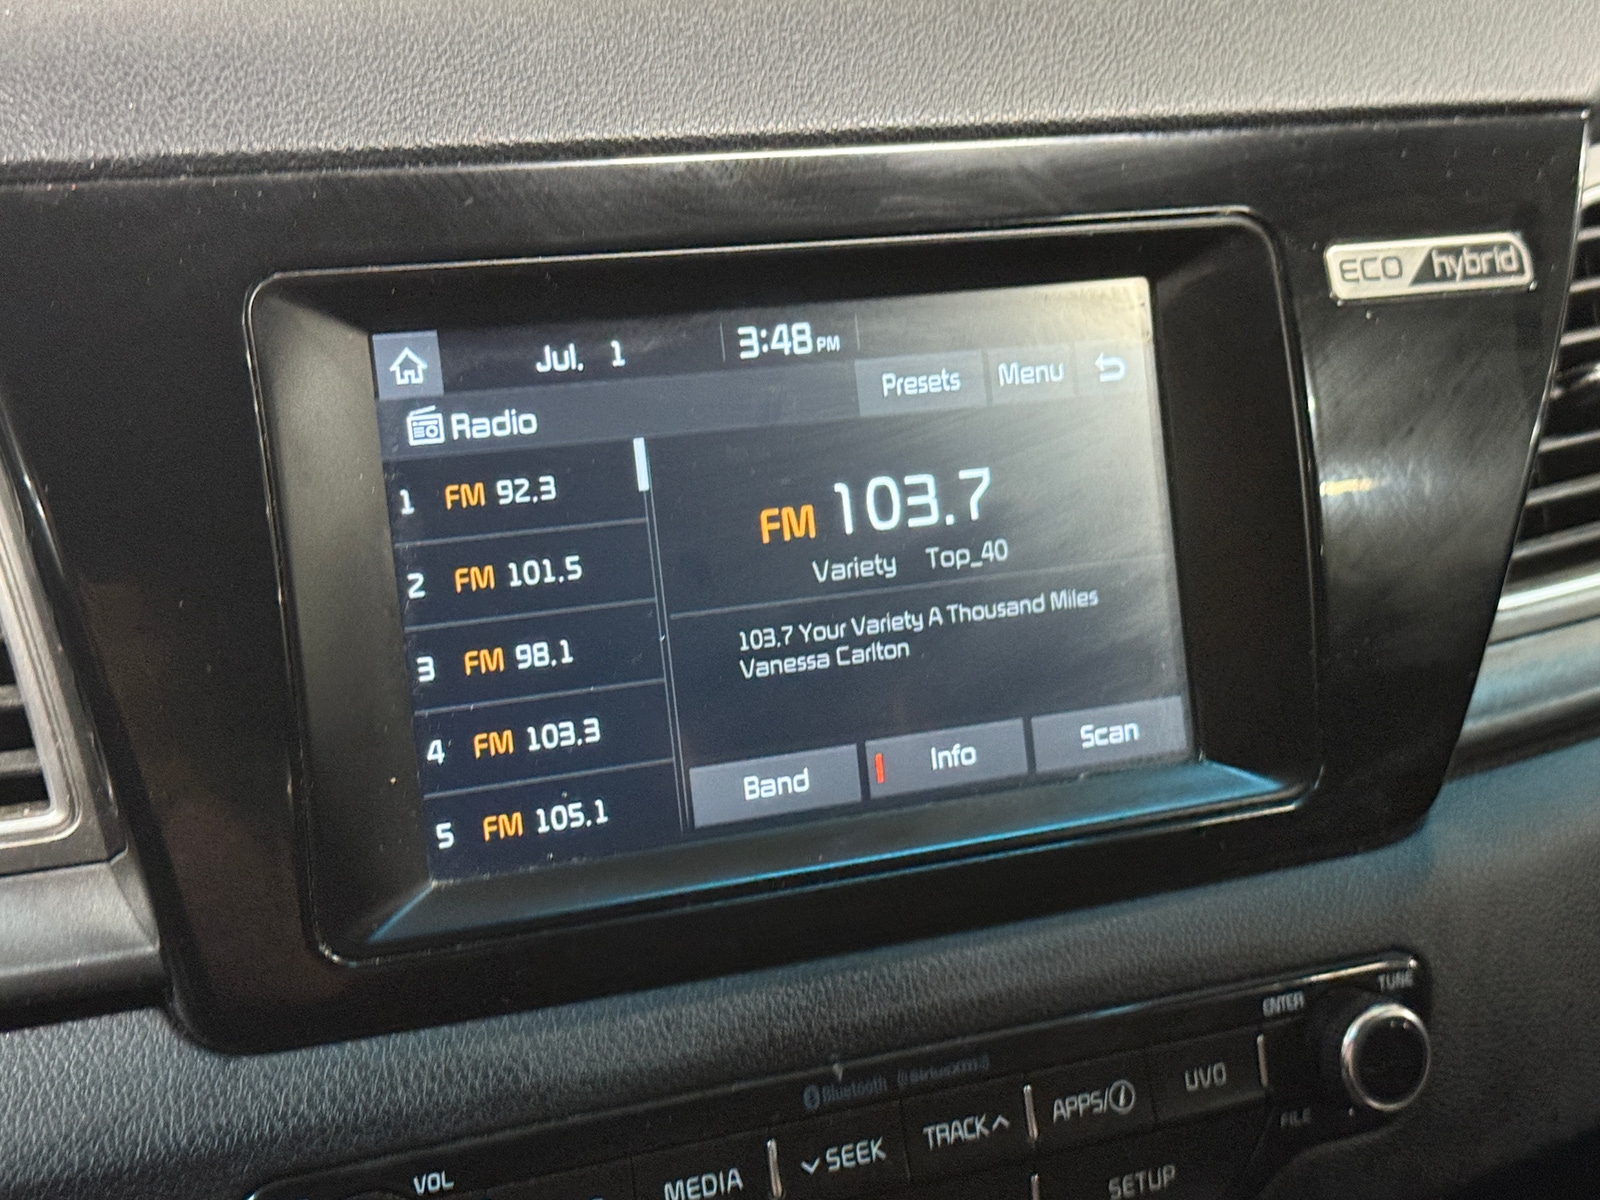 ECO hybrid
Jul. 1 3:48 PM
Presets Menu
Radio
1 FM 92.3
2 FM 101.5
3 FM 98.1
4 FM 103.3
5 FM 105.1
FM 103.7
Variety Top_40
103.7 Your Variety A Thousand Miles
Vanessa Carlton
Band Info Scan
TUNE
ENTER
Bluetooth SiriusXM
VOL MEDIA SEEK TRACK APPS/i UVO
FILE
SETUP